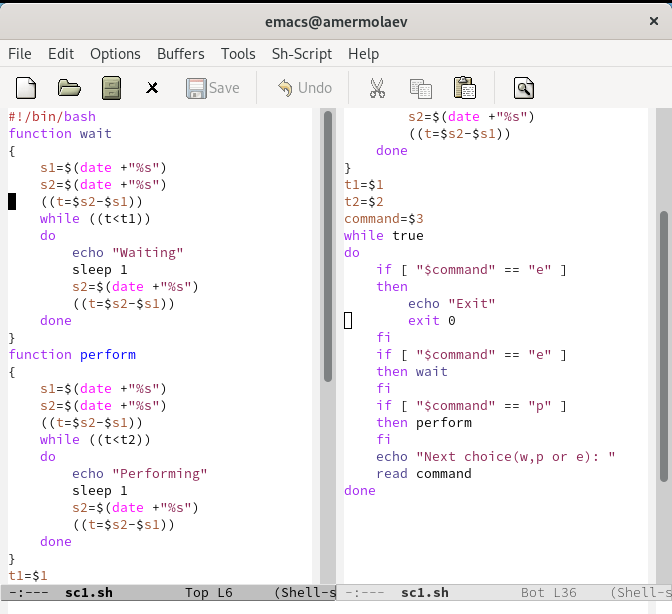 emacs@amermolaev
File Edit Options Buffers Tools Sh-Script Help
Save Undo
#!/bin/bash
function wait
{
    s1=$(date +"%s")
    s2=$(date +"%s")
    ((t=$s2-$s1))
    while ((t<t1))
    do
        echo "Waiting"
        sleep 1
        s2=$(date +"%s")
        ((t=$s2-$s1))
    done
}
function perform
{
    s1=$(date +"%s")
    s2=$(date +"%s")
    ((t=$s2-$s1))
    while ((t<t2))
    do
        echo "Performing"
        sleep 1
        s2=$(date +"%s")
        ((t=$s2-$s1))
    done
}
t1=$1
-:--- sc1.sh Top L6 (Shell-s
        s2=$(date +"%s")
        ((t=$s2-$s1))
    done
}
t1=$1
t2=$2
command=$3
while true
do
    if [ "$command" == "e" ]
    then
        echo "Exit"
        exit 0
    fi
    if [ "$command" == "e" ]
    then wait
    fi
    if [ "$command" == "p" ]
    then perform
    fi
    echo "Next choice(w,p or e): "
    read command
done
-:--- sc1.sh Bot L36 (Shell-s